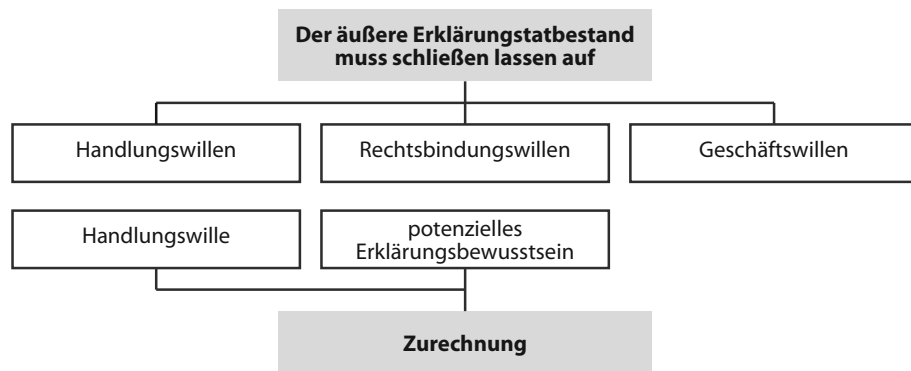 Der äußere Erklärungstatbestand
muss schließen lassen auf
Handlungswillen
Rechtsbindungswillen
Geschäftswillen
Handlungswille
potenzielles
Erklärungsbewusstsein
Zurechnung